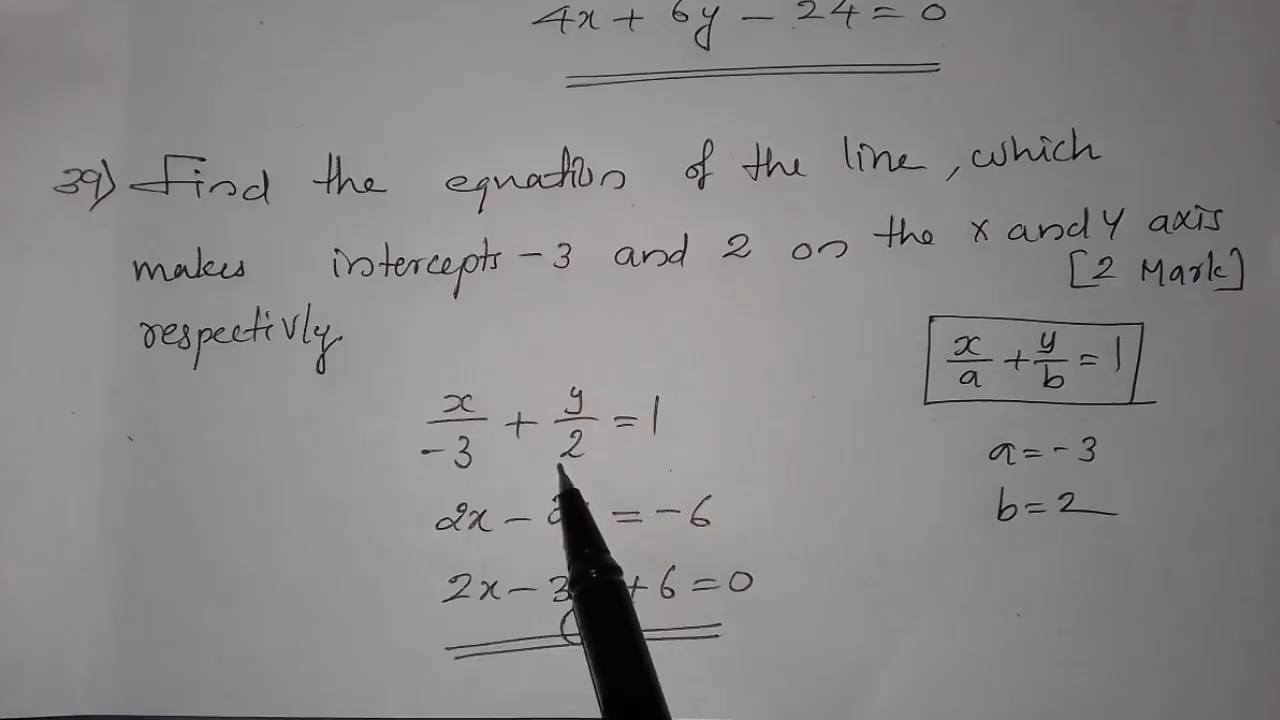 4x + 6y - 24 = 0
39) Find the equation of the line, which
makes intercepts -3 and 2 on the x and y axis
[2 Mark]
respectivly.
x/a + y/b = 1
x/-3 + y/2 = 1
a = -3
b = 2
2x - = -6
2x - 3 + 6 = 0